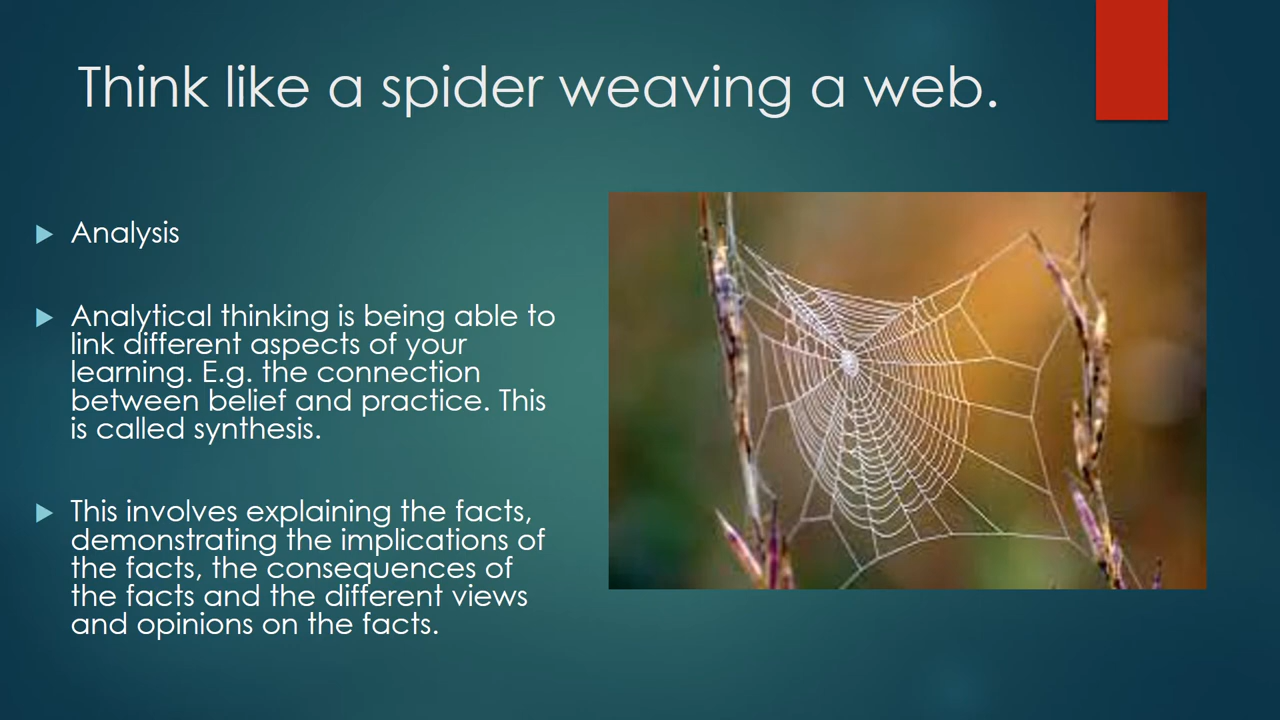 Think like a spider weaving a web.
Analysis
Analytical thinking is being able to
link different aspects of your
learning. E.g. the connection
between belief and practice. This
is called synthesis.
This involves explaining the facts,
demonstrating the implications of
the facts, the consequences of
the facts and the different views
and opinions on the facts.